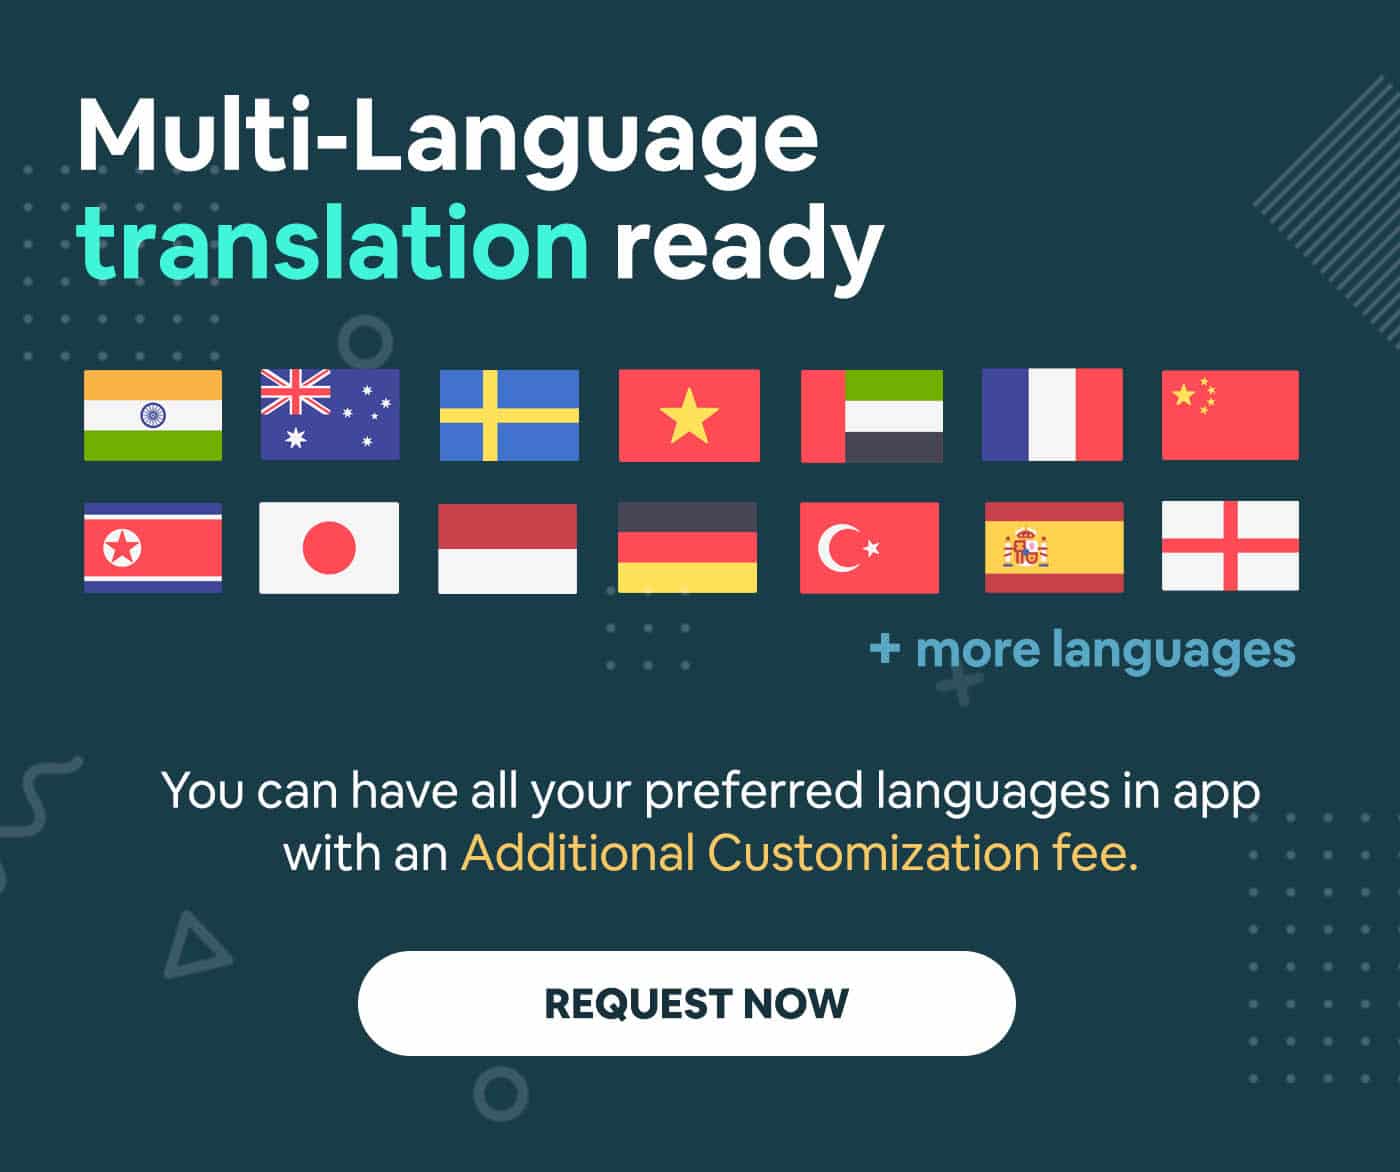 Multi-Language
translation ready
+ more languages
You can have all your preferred languages in app
with an Additional Customization fee.
REQUEST NOW